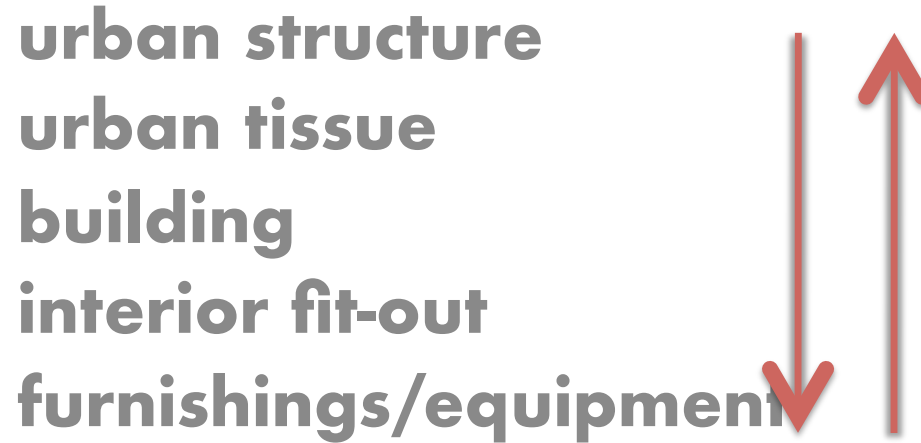 urban structure
urban tissue
building
interior fit-out
furnishings/equipment